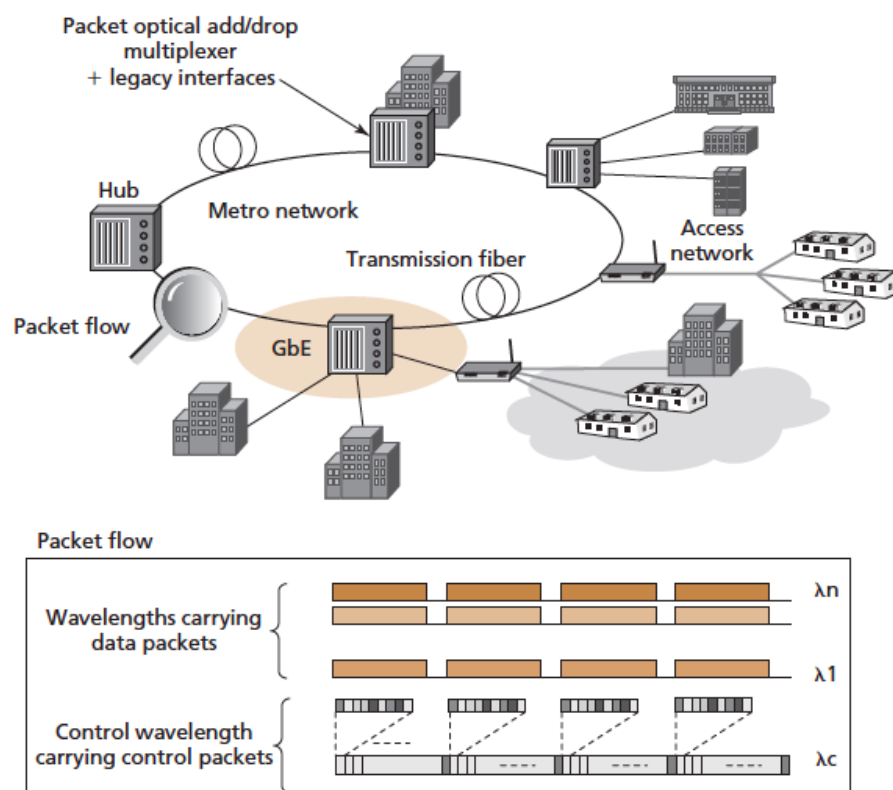 Packet optical add/drop
multiplexer
+ legacy interfaces
Hub
Metro network
Access
network
Transmission fiber
Packet flow
GbE
Packet flow
λn
Wavelengths carrying
data packets
λ1
Control wavelength
carrying control packets
λc